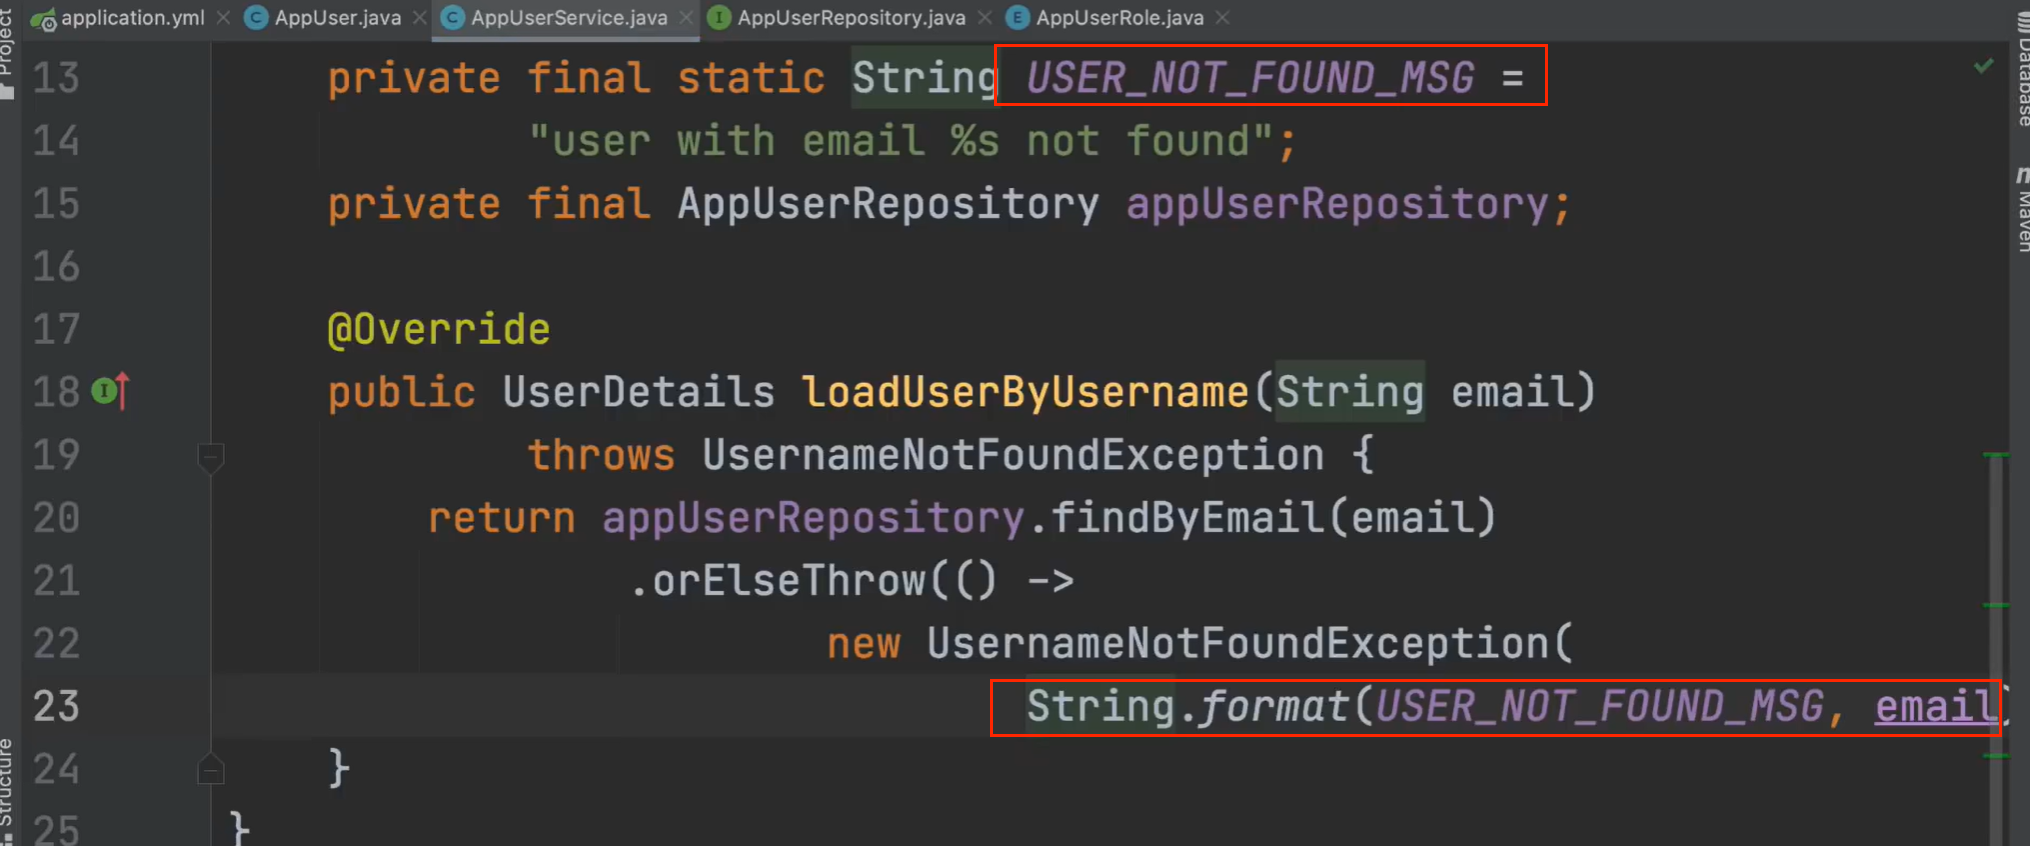 application.yml AppUser.java AppUserService.java AppUserRepository.java AppUserRole.java
Project
Database
Maven
Structure
13 private final static String USER_NOT_FOUND_MSG =
14 "user with email %s not found";
15 private final AppUserRepository appUserRepository;
16
17 @Override
18 public UserDetails loadUserByUsername(String email)
19 throws UsernameNotFoundException {
20 return appUserRepository.findByEmail(email)
21 .orElseThrow(() ->
22 new UsernameNotFoundException(
23 String.format(USER_NOT_FOUND_MSG, email)
24 }
25 }